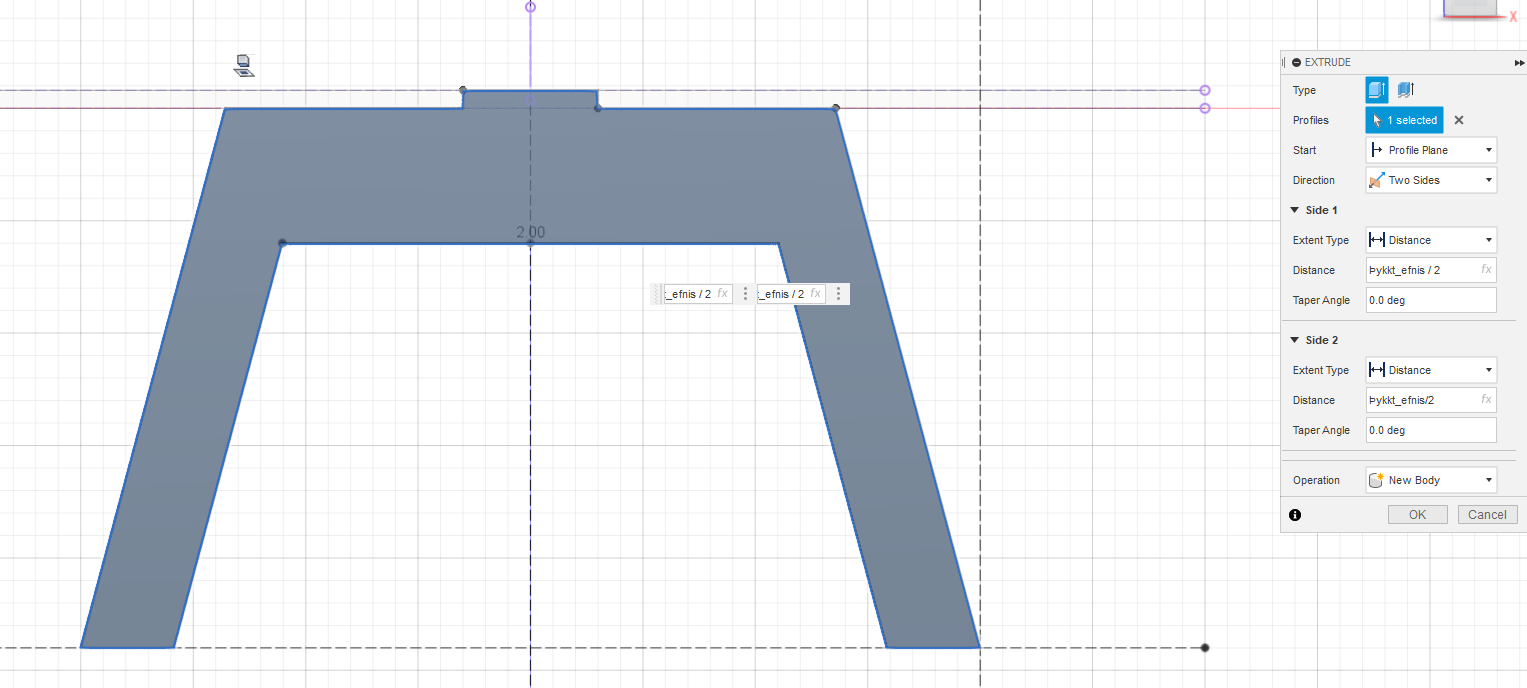 X
EXTRUDE
Type
Profiles 1 selected
Start Profile Plane
Direction Two Sides
Side 1
Extent Type Distance
Distance Þykkt_efnis / 2 fx
Taper Angle 0.0 deg
Side 2
Extent Type Distance
Distance Þykkt_efnis/2 fx
Taper Angle 0.0 deg
Operation New Body
OK Cancel
2.00
_efnis / 2 fx _efnis / 2 fx